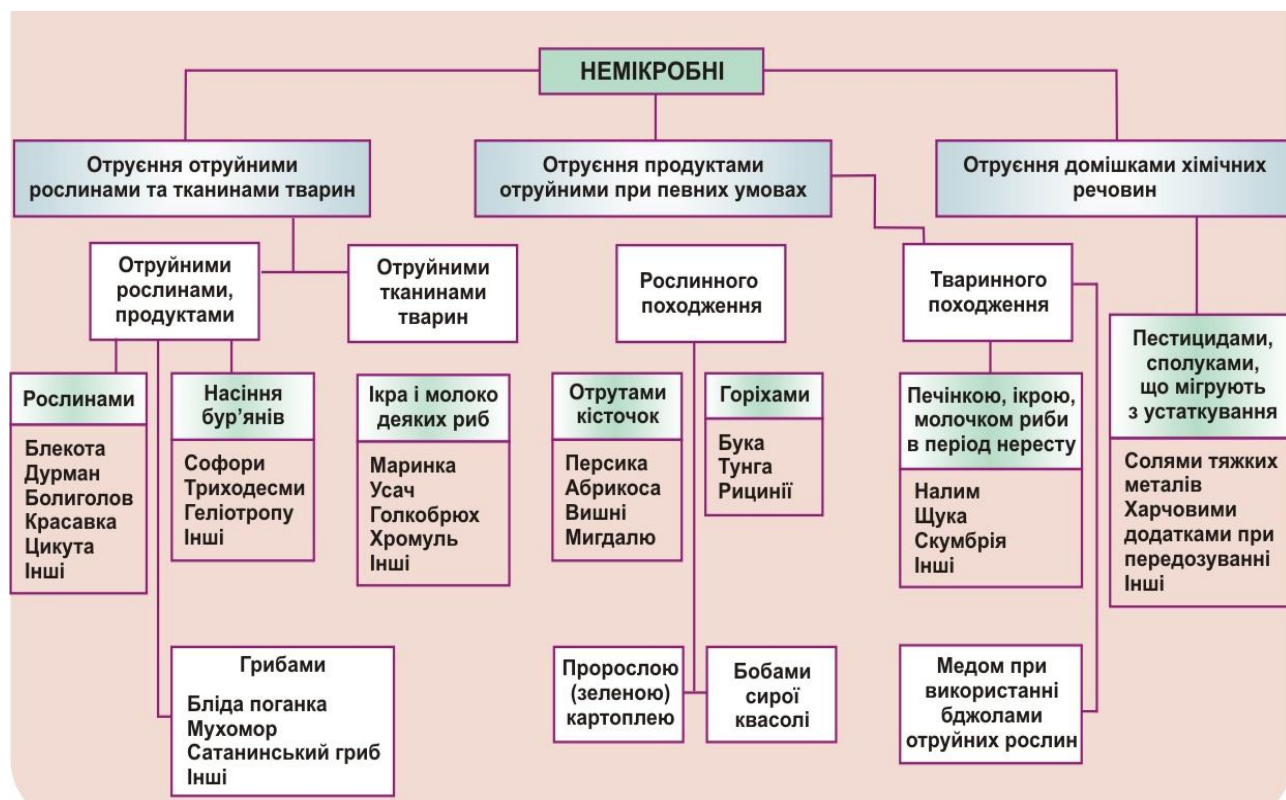 НЕМІКРОБНІ
Отруєння отруйними
рослинами та тканинами тварин
Отруєння продуктами
отруйними при певних умовах
Отруєння домішками хімічних
речовин
Отруйними
рослинами,
продуктами
Отруйними
тканинами
тварин
Рослинного
походження
Тваринного
походження
Пестицидами,
сполуками,
що мігрують
з устаткування
Солями тяжких
металів
Харчовими
додатками при
передозуванні
Інші
Рослинами
Блекота
Дурман
Болиголов
Красавка
Цикута
Інші
Насіння
бур’янів
Софори
Триходесми
Геліотропу
Інші
Ікра і молоко
деяких риб
Маринка
Усач
Голкобрюх
Хромуль
Інші
Отрутами
кісточок
Персика
Абрикоса
Вишні
Мигдалю
Горіхами
Бука
Тунга
Рицинії
Печінкою, ікрою,
молочком риби
в період нересту
Налим
Щука
Скумбрія
Інші
Грибами
Бліда поганка
Мухомор
Сатанинський гриб
Інші
Пророслою
(зеленою)
картоплею
Бобами
сирої
квасолі
Медом при
використанні
бджолами
отруйних рослин